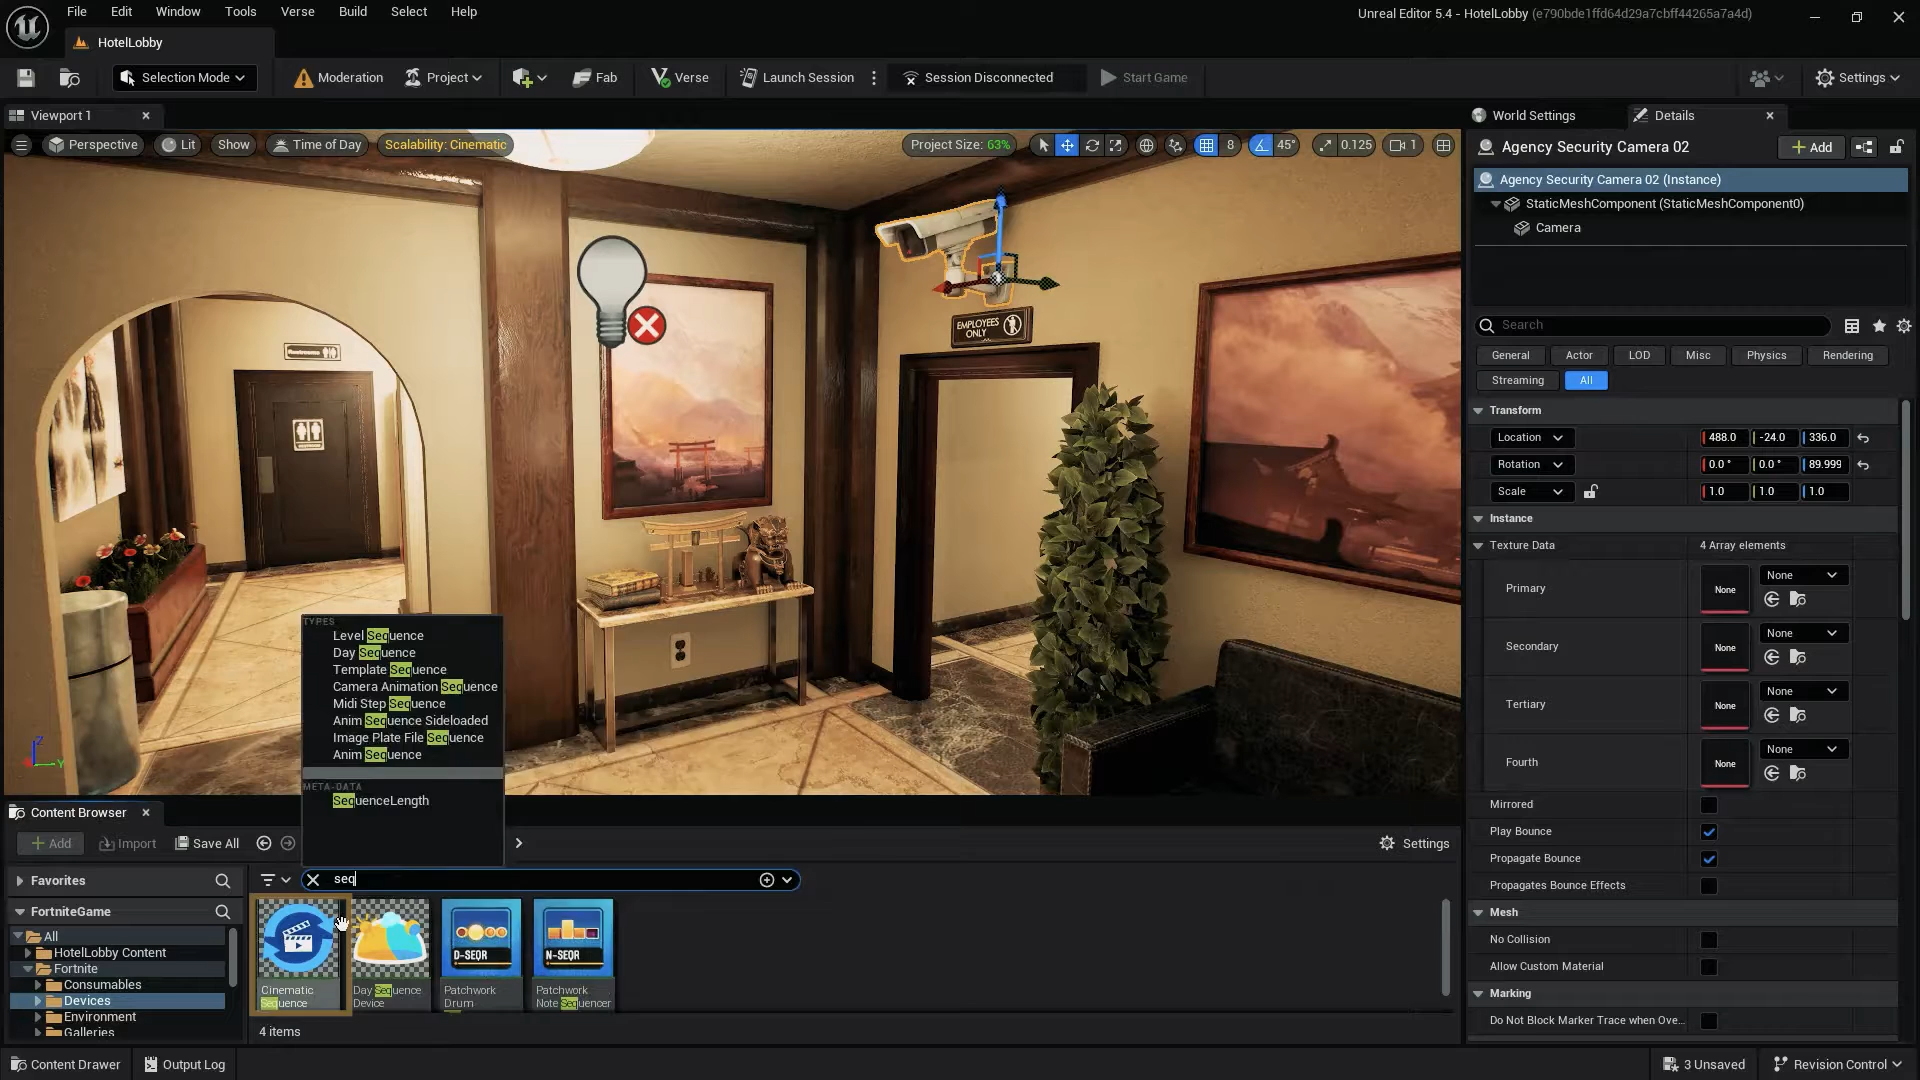 File Edit Window Tools Verse Build Select Help
Unreal Editor 5.4 - HotelLobby (e790bde1ffd64d29a7cbff44265a7a4d)
HotelLobby
Selection Mode
Moderation
Project
Fab
Verse
Launch Session
Session Disconnected
Start Game
Settings
Viewport 1
World Settings
Details
Perspective
Lit
Show
Time of Day
Scalability: Cinematic
Project Size: 63%
8
45°
0.125
1
Agency Security Camera 02
Add
Agency Security Camera 02 (Instance)
StaticMeshComponent (StaticMeshComponent0)
Camera
Search
General Actor LOD Misc Physics Rendering
Streaming All
Transform
Location 488.0 -24.0 336.0
Rotation 0.0 ° 0.0 ° 89.999
Scale 1.0 1.0 1.0
Instance
Texture Data 4 Array elements
Primary None None
Secondary None None
Tertiary None None
Fourth None None
Mirrored
Play Bounce
Propagate Bounce
Propagates Bounce Effects
Mesh
No Collision
Allow Custom Material
Marking
Do Not Block Marker Trace when Ove...
EMPLOYEES
ONLY
TYPES
Level Sequence
Day Sequence
Template Sequence
Camera Animation Sequence
Midi Step Sequence
Anim Sequence Sideloaded
Image Plate File Sequence
Anim Sequence
META-DATA
SequenceLength
Content Browser
Add
Import
Save All
Settings
Favorites
seq
FortniteGame
All
HotelLobby Content
Fortnite
Consumables
Devices
Environment
Galleries
D-SEQR
N-SEQR
Cinematic
Sequence
Day Sequence
Device
Patchwork
Drum
Patchwork
Note Sequencer
4 items
Content Drawer
Output Log
3 Unsaved
Revision Control